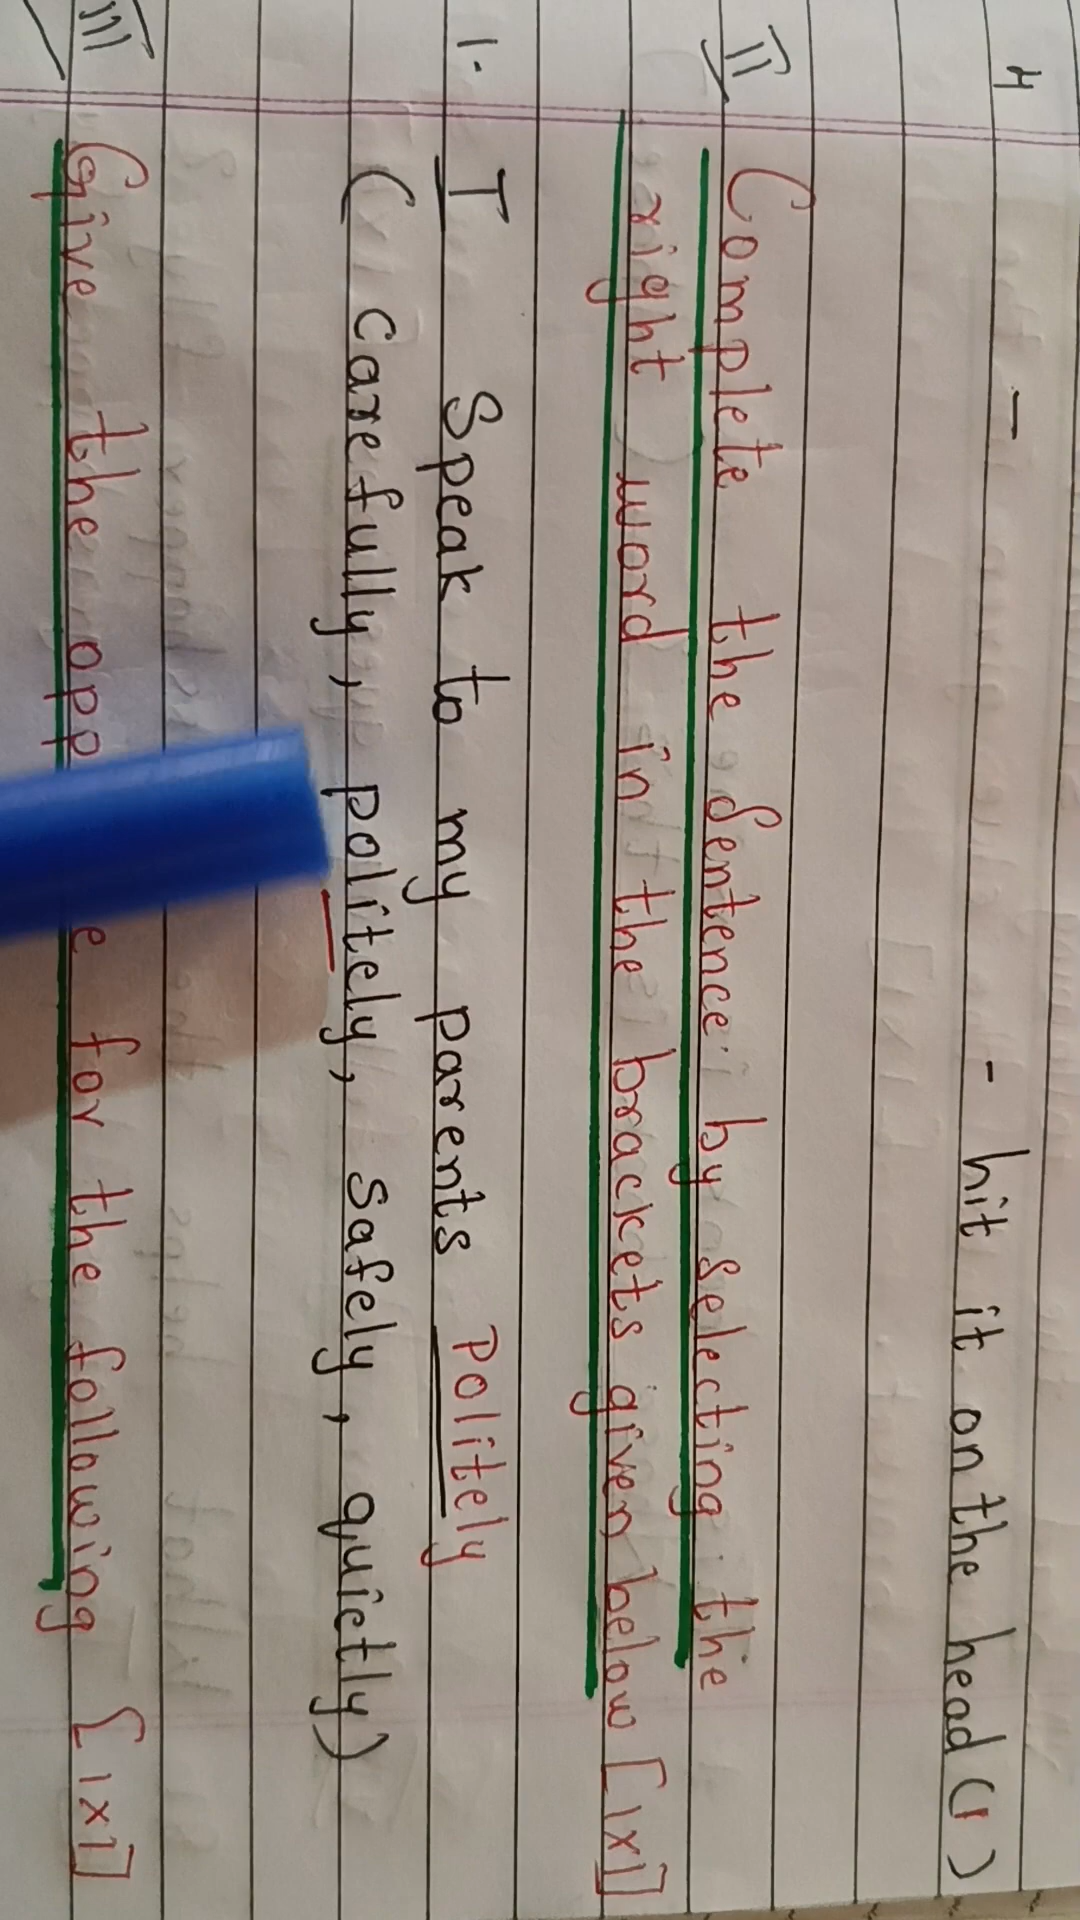 4 - - hit it on the head (1)
II Complete the sentence by selecting the
right word in the brackets given below [1x1]
1. I speak to my parents Politely
(Carefully, politely, safely, quietly)
III Give the for the following [1x1]